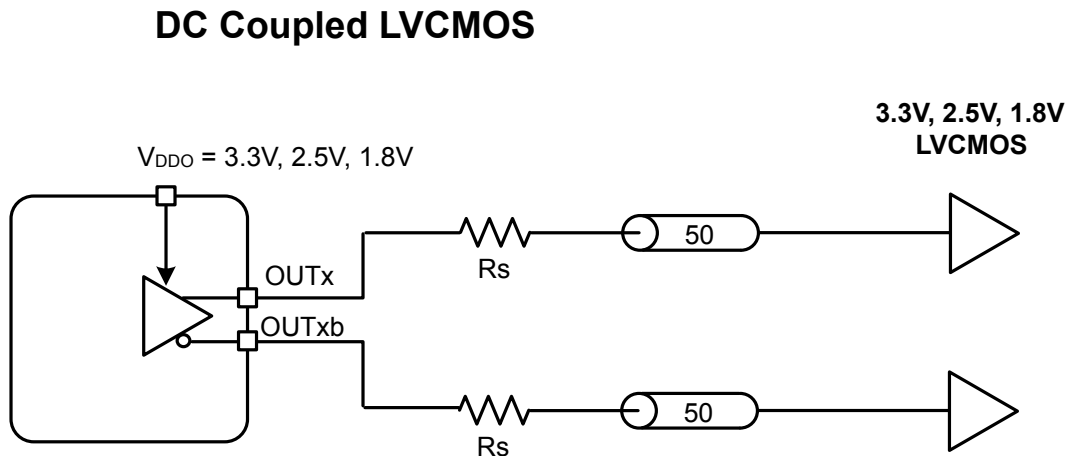 DC Coupled LVCMOS
3.3V, 2.5V, 1.8V
LVCMOS
VDDO = 3.3V, 2.5V, 1.8V
OUTx
Rs
50
OUTxb
Rs
50